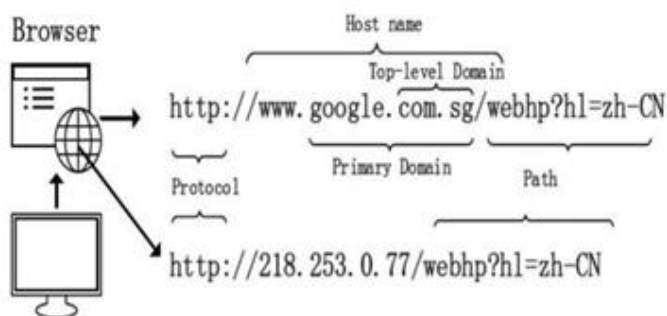 Browser
Host name
Top-level Domain
http://www.google.com.sg/webhp?hl=zh-CN
Primary Domain
Path
Protocol
http://218.253.0.77/webhp?hl=zh-CN